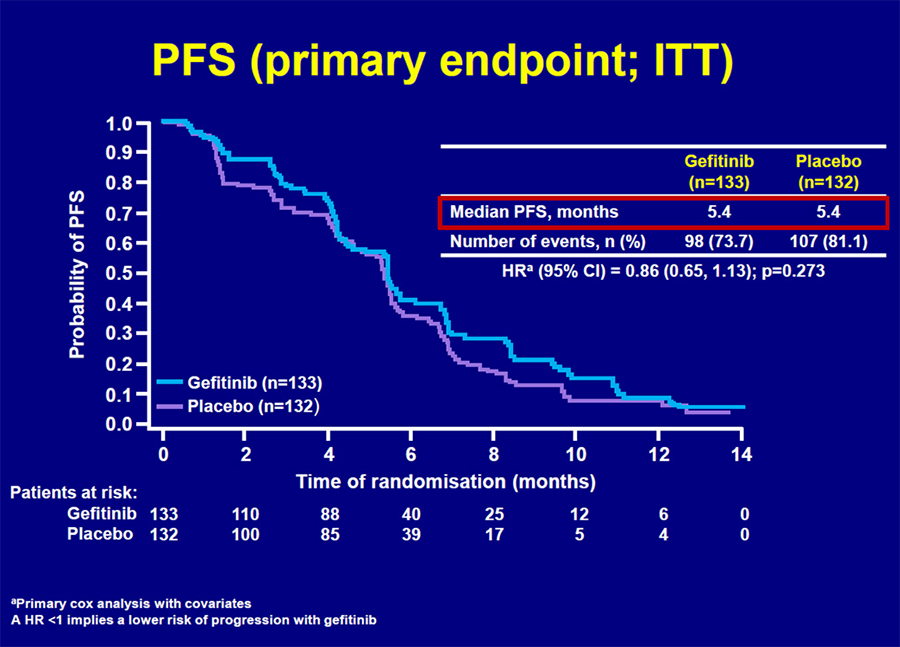 PFS (primary endpoint; ITT)
Gefitinib Placebo
(n=133) (n=132)
Median PFS, months 5.4 5.4
Number of events, n (%) 98 (73.7) 107 (81.1)
HRᵃ (95% CI) = 0.86 (0.65, 1.13); p=0.273
Probability of PFS
1.0
0.9
0.8
0.7
0.6
0.5
0.4
0.3
0.2
0.1
0.0
Gefitinib (n=133)
Placebo (n=132)
0 2 4 6 8 10 12 14
Time of randomisation (months)
Patients at risk:
Gefitinib 133 110 88 40 25 12 6 0
Placebo 132 100 85 39 17 5 4 0
ᵃPrimary cox analysis with covariates
A HR <1 implies a lower risk of progression with gefitinib